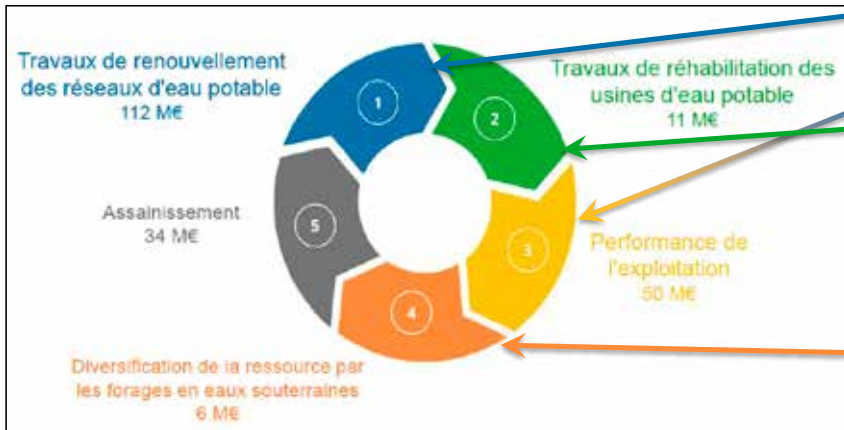 Travaux de renouvellement
des réseaux d'eau potable
112 M€
1
Travaux de réhabilitation des
usines d'eau potable
11 M€
2
Performance de
l'exploitation
50 M€
3
Diversification de la ressource par
les forages en eaux souterraines
6 M€
4
Assainissement
34 M€
5